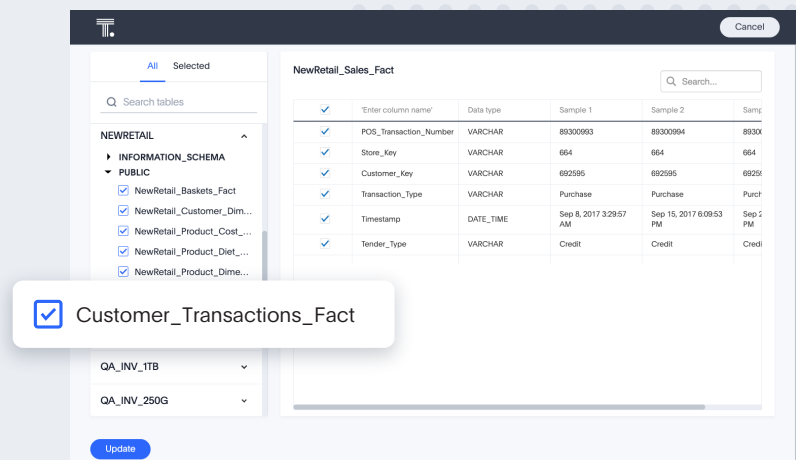 T.
Cancel
All Selected
NewRetail_Sales_Fact
Search...
Search tables
'Enter column name' Data type Sample 1 Sample 2
NEWRETAIL
POS_Transaction_Number VARCHAR 89300993 89300994
INFORMATION_SCHEMA
Store_Key VARCHAR 664 664 664
PUBLIC
Customer_Key VARCHAR 692595 692595
NewRetail_Baskets_Fact
Transaction_Type VARCHAR Purchase Purchase
NewRetail_Customer_Dim...
Timestamp DATE_TIME Sep 8, 2017 3:29:57 Sep 15, 2016 6:09:53 Sep
AM PM PM
NewRetail_Product_Cost_...
Tender_Type VARCHAR Credit Credit
NewRetail_Product_Diet_...
NewRetail_Product_Dime...
Customer_Transactions_Fact
QA_INV_1TB
QA_INV_250G
Update